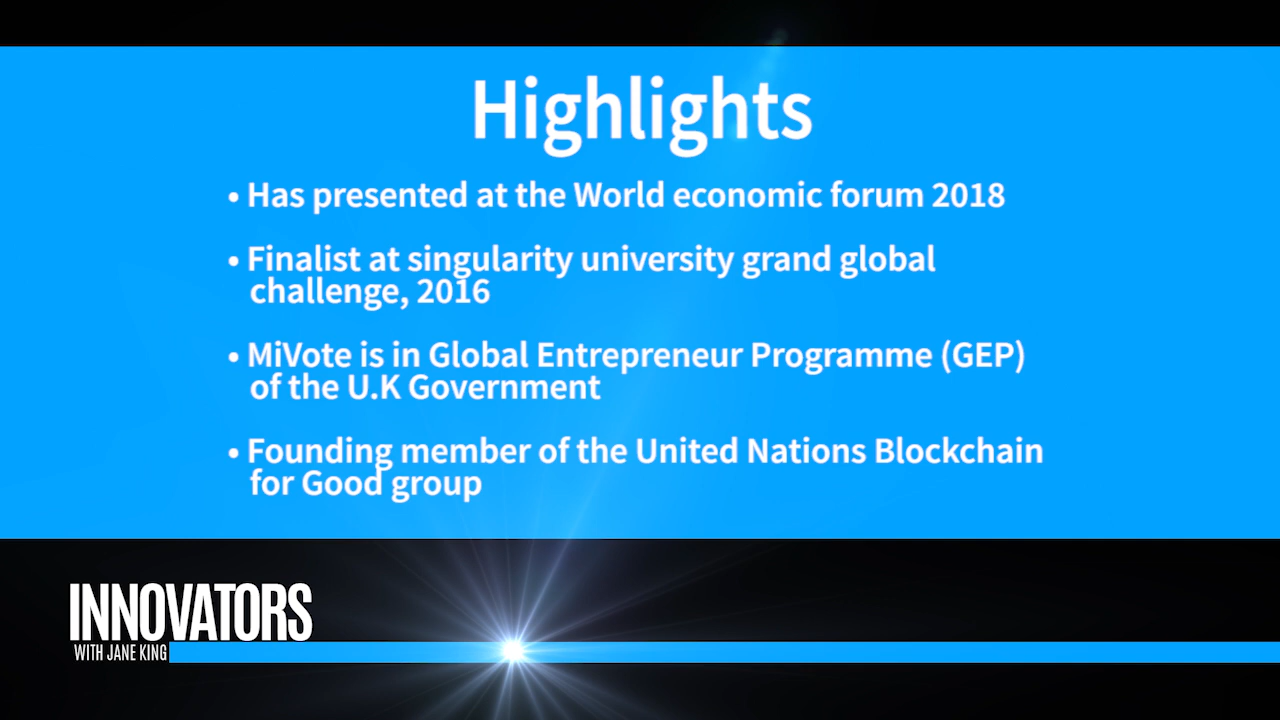 Highlights
• Has presented at the World economic forum 2018
• Finalist at singularity university grand global
challenge, 2016
• MiVote is in Global Entrepreneur Programme (GEP)
of the U.K Government
• Founding member of the United Nations Blockchain
for Good group
INNOVATORS
WITH JANE KING